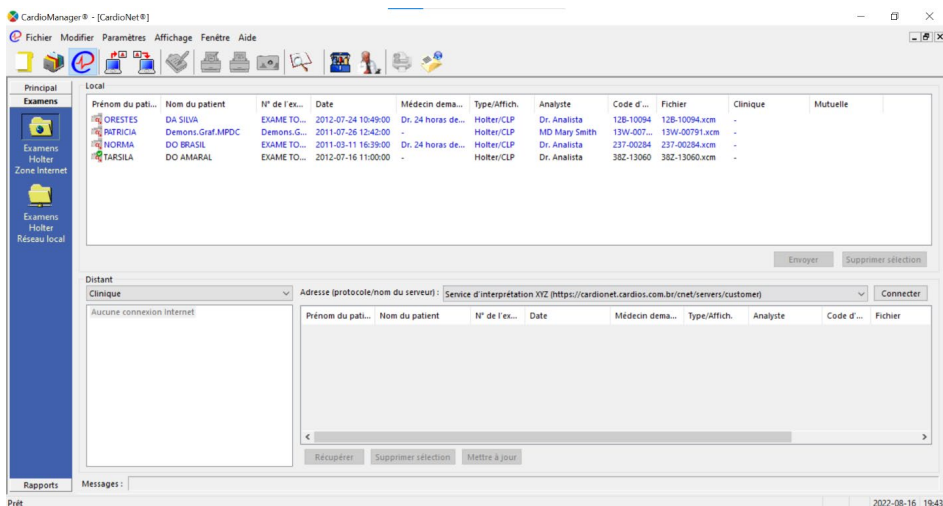 CardioManager® - [CardioNet®]
Fichier Modifier Paramètres Affichage Fenêtre Aide
Principal
Examens
Examens
Holter
Zone Internet
Examens
Holter
Réseau local
Rapports
Local
Prénom du pati... Nom du patient N° de l'ex... Date Médecin dema... Type/Affich. Analyste Code d'... Fichier Clinique Mutuelle
ORESTES DA SILVA EXAME TO... 2012-07-24 10:49:00 Dr. 24 horas de... Holter/CLP Dr. Analista 12B-10094 12B-10094.xcm -
PATRICIA Demons.Graf.MPDC Demons.G... 2011-07-26 12:42:00 - Holter/CLP MD Mary Smith 13W-007... 13W-00791.xcm -
NORMA DO BRASIL EXAME TO... 2011-03-11 16:39:00 Dr. 24 horas de... Holter/CLP Dr. Analista 237-00284 237-00284.xcm -
TARSILA DO AMARAL EXAME TO... 2012-07-16 11:00:00 - Holter/CLP Dr. Analista 38Z-13060 38Z-13060.xcm -
Envoyer Supprimer sélection
Distant
Clinique
Adresse (protocole/nom du serveur) : Service d'interprétation XYZ (https://cardionet.cardios.com.br/cnet/servers/customer) Connecter
Aucune connexion Internet
Prénom du pati... Nom du patient N° de l'ex... Date Médecin dema... Type/Affich. Analyste Code d'... Fichier
Récupérer Supprimer sélection Mettre à jour
Messages :
Prêt 2022-08-16 19:43